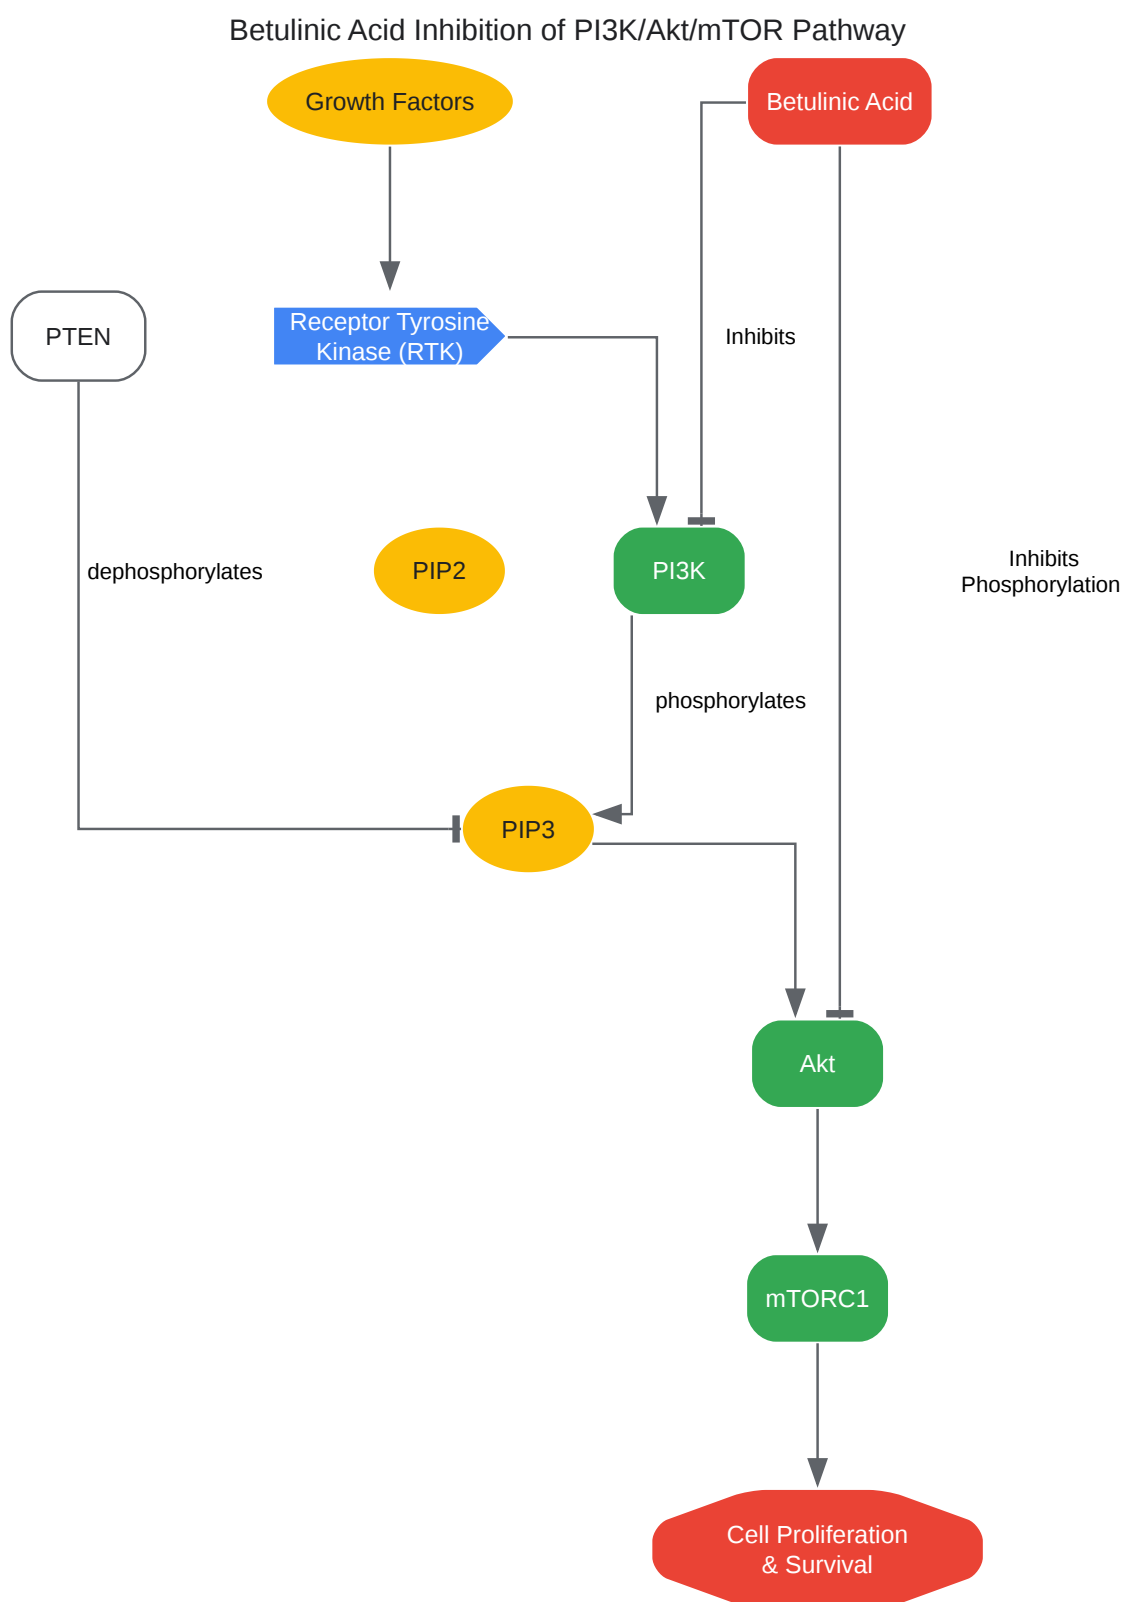 Betulinic Acid Inhibition of PI3K/Akt/mTOR Pathway
Growth Factors
Betulinic Acid
PTEN
Receptor Tyrosine
Kinase (RTK)
Inhibits
dephosphorylates
PIP2
PI3K
Inhibits
Phosphorylation
phosphorylates
PIP3
Akt
mTORC1
Cell Proliferation
& Survival